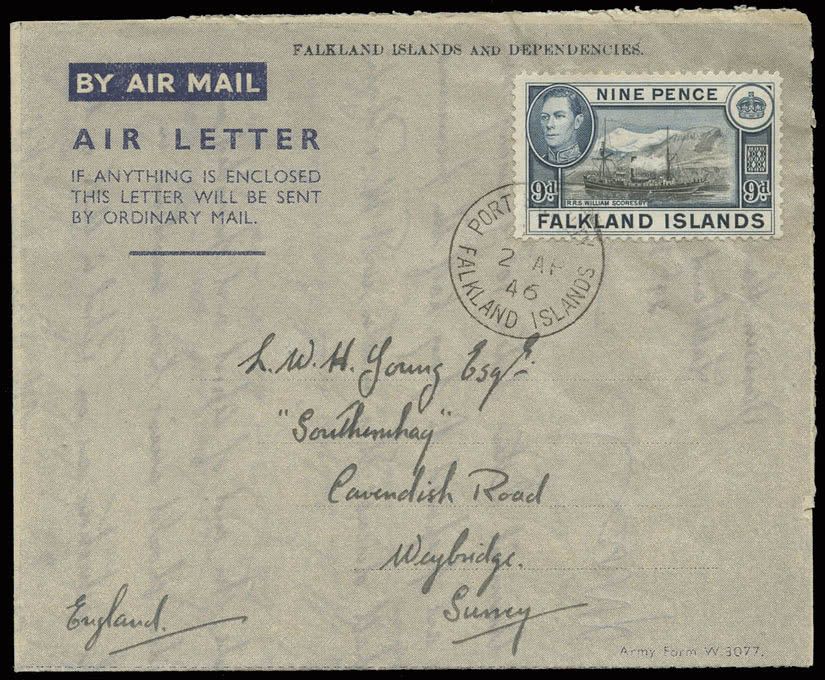 FALKLAND ISLANDS AND DEPENDENCIES.
BY AIR MAIL
AIR LETTER
IF ANYTHING IS ENCLOSED
THIS LETTER WILL BE SENT
BY ORDINARY MAIL.
NINE PENCE
9d 9d
R.R.S. WILLIAM SCORESBY
FALKLAND ISLANDS
PORT
2 AP
46
FALKLAND ISLANDS
L. W. H. Young Esqre
"Southernhay"
Cavendish Road
Weybridge.
Surrey
England.
Army Form W.3077.